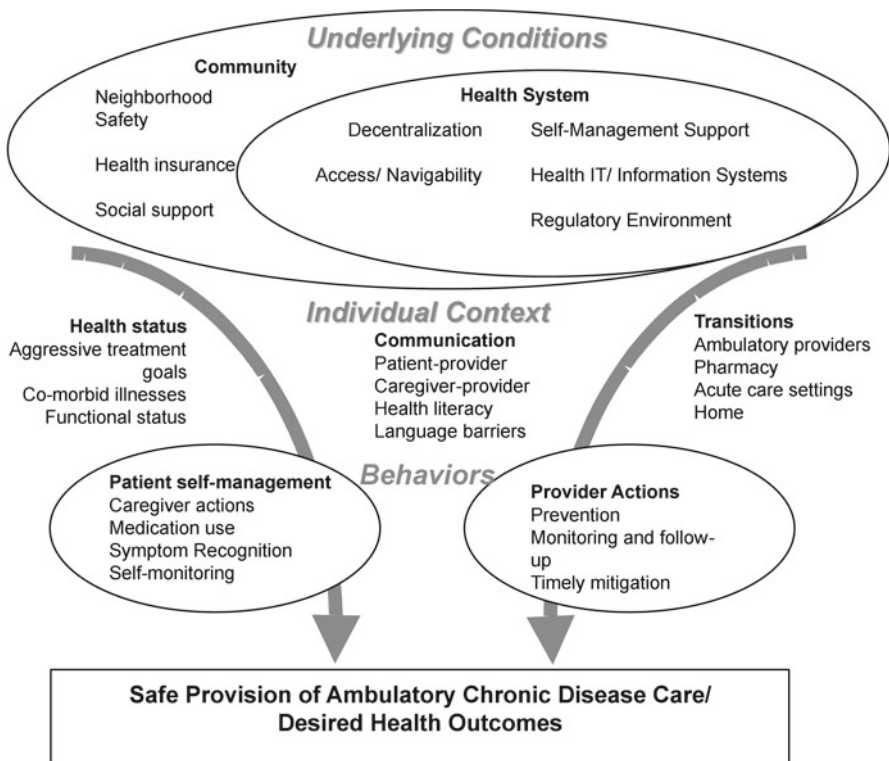 Underlying Conditions
Community
Neighborhood
Safety
Health insurance
Social support
Health System
Decentralization
Access/ Navigability
Self-Management Support
Health IT/ Information Systems
Regulatory Environment
Individual Context
Health status
Aggressive treatment
goals
Co-morbid illnesses
Functional status
Communication
Patient-provider
Caregiver-provider
Health literacy
Language barriers
Transitions
Ambulatory providers
Pharmacy
Acute care settings
Home
Behaviors
Patient self-management
Caregiver actions
Medication use
Symptom Recognition
Self-monitoring
Provider Actions
Prevention
Monitoring and follow-
up
Timely mitigation
Safe Provision of Ambulatory Chronic Disease Care/
Desired Health Outcomes